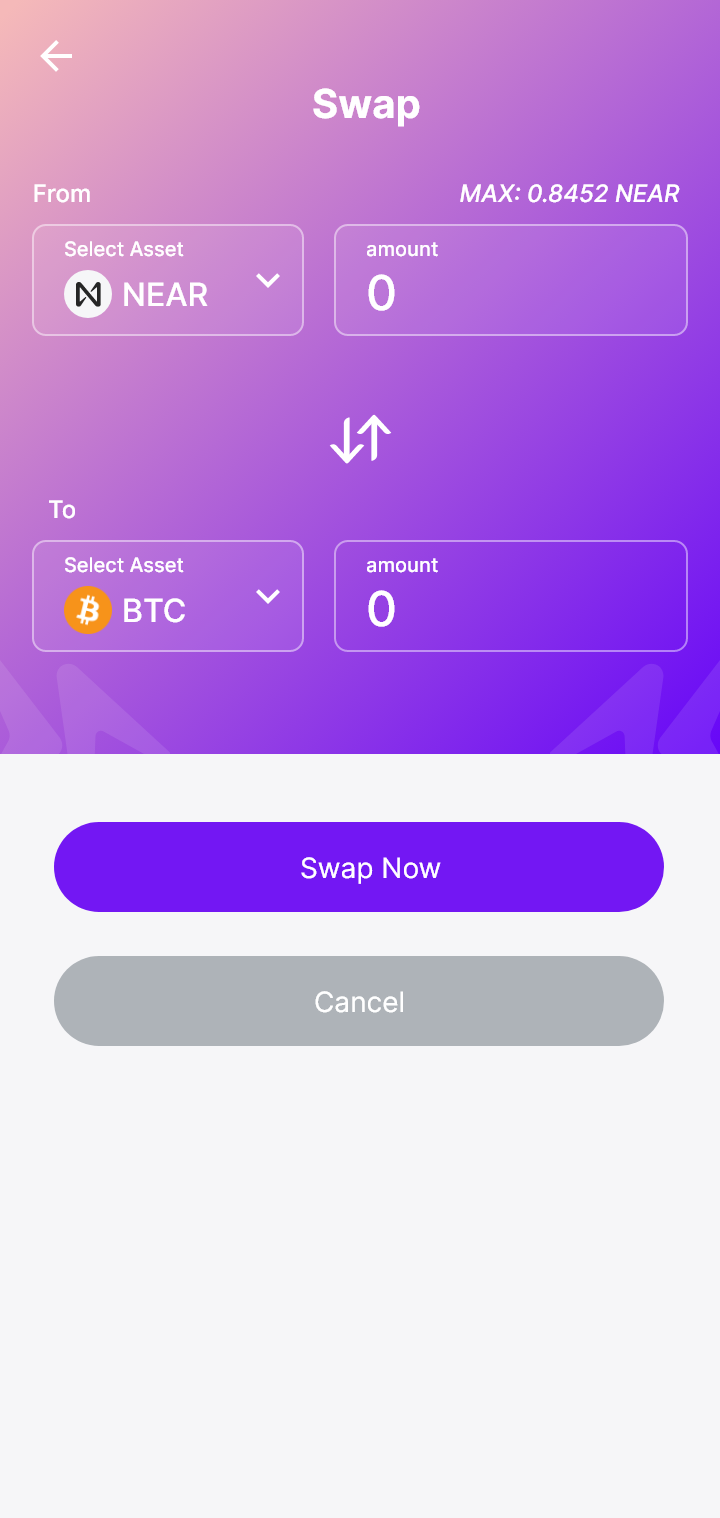 Swap
From
MAX: 0.8452 NEAR
Select Asset
NEAR
amount
0
To
Select Asset
BTC
amount
0
Swap Now
Cancel